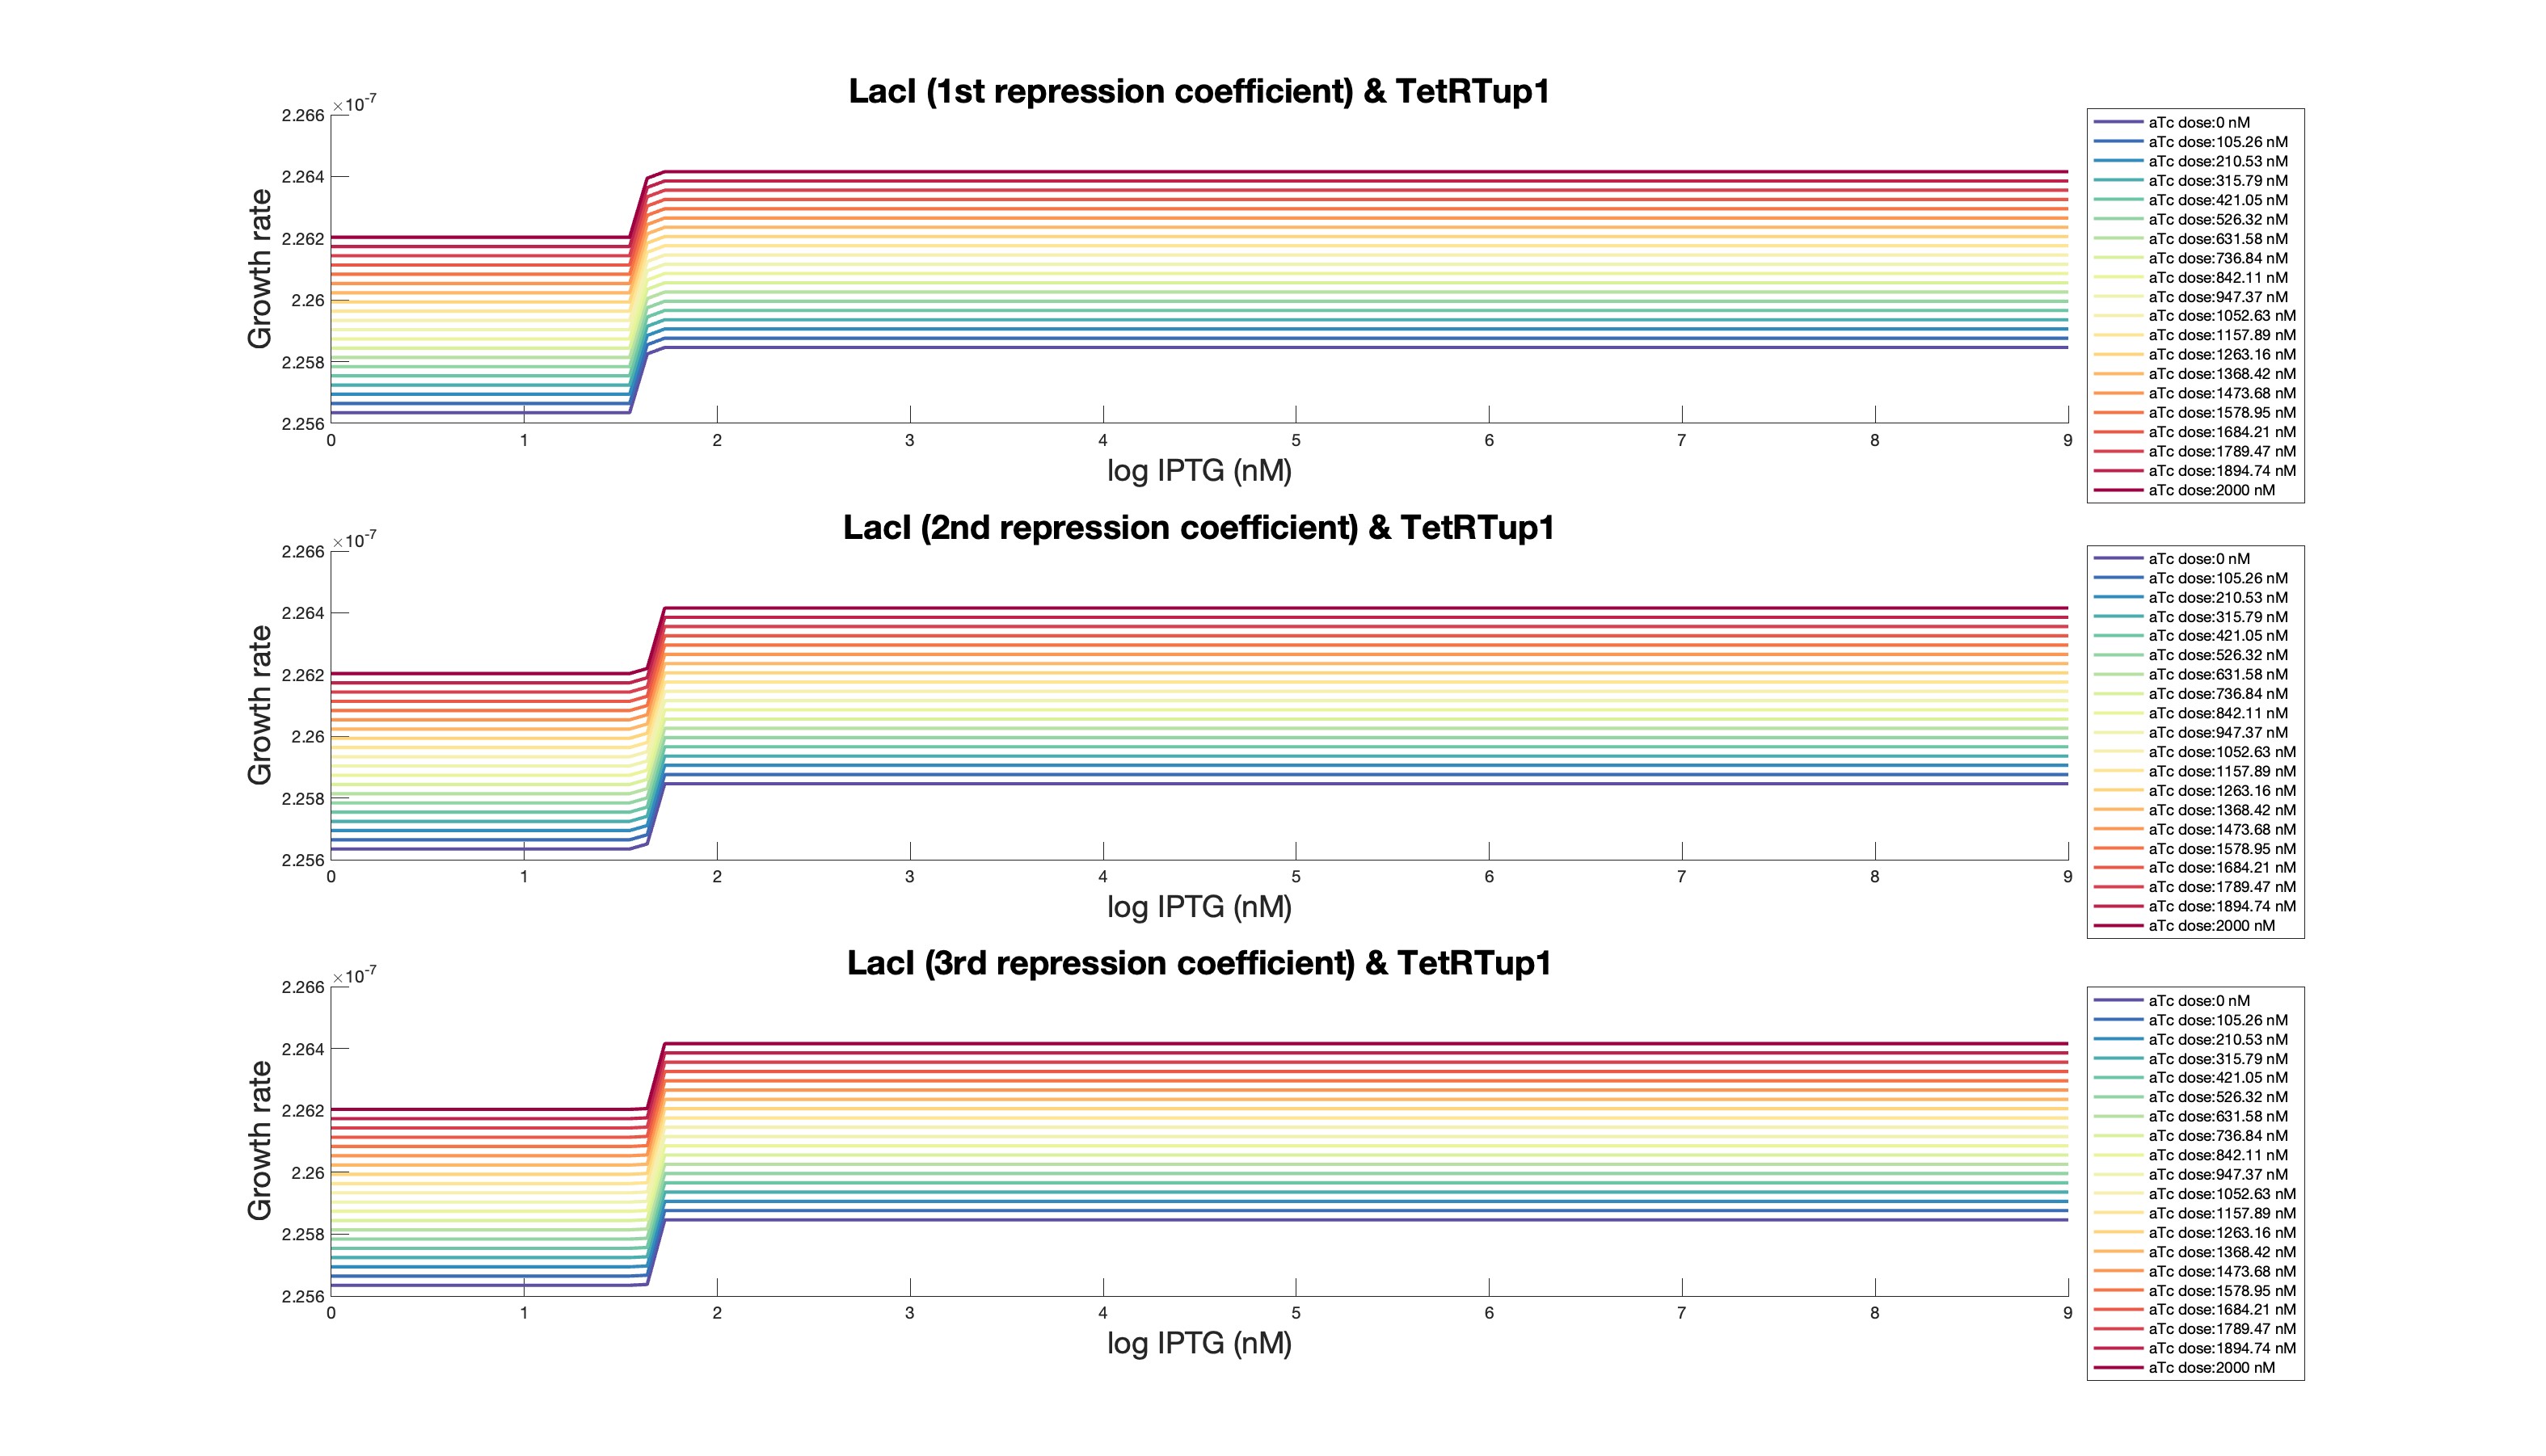 LacI (1st repression coefficient) & TetRTup1
×10-7
2.266
2.264
2.262
2.26
2.258
2.256
Growth rate
0 1 2 3 4 5 6 7 8 9
log IPTG (nM)
aTc dose:0 nM
aTc dose:105.26 nM
aTc dose:210.53 nM
aTc dose:315.79 nM
aTc dose:421.05 nM
aTc dose:526.32 nM
aTc dose:631.58 nM
aTc dose:736.84 nM
aTc dose:842.11 nM
aTc dose:947.37 nM
aTc dose:1052.63 nM
aTc dose:1157.89 nM
aTc dose:1263.16 nM
aTc dose:1368.42 nM
aTc dose:1473.68 nM
aTc dose:1578.95 nM
aTc dose:1684.21 nM
aTc dose:1789.47 nM
aTc dose:1894.74 nM
aTc dose:2000 nM
LacI (2nd repression coefficient) & TetRTup1
×10-7
2.266
2.264
2.262
2.26
2.258
2.256
Growth rate
0 1 2 3 4 5 6 7 8 9
log IPTG (nM)
aTc dose:0 nM
aTc dose:105.26 nM
aTc dose:210.53 nM
aTc dose:315.79 nM
aTc dose:421.05 nM
aTc dose:526.32 nM
aTc dose:631.58 nM
aTc dose:736.84 nM
aTc dose:842.11 nM
aTc dose:947.37 nM
aTc dose:1052.63 nM
aTc dose:1157.89 nM
aTc dose:1263.16 nM
aTc dose:1368.42 nM
aTc dose:1473.68 nM
aTc dose:1578.95 nM
aTc dose:1684.21 nM
aTc dose:1789.47 nM
aTc dose:1894.74 nM
aTc dose:2000 nM
LacI (3rd repression coefficient) & TetRTup1
×10-7
2.266
2.264
2.262
2.26
2.258
2.256
Growth rate
0 1 2 3 4 5 6 7 8 9
log IPTG (nM)
aTc dose:0 nM
aTc dose:105.26 nM
aTc dose:210.53 nM
aTc dose:315.79 nM
aTc dose:421.05 nM
aTc dose:526.32 nM
aTc dose:631.58 nM
aTc dose:736.84 nM
aTc dose:842.11 nM
aTc dose:947.37 nM
aTc dose:1052.63 nM
aTc dose:1157.89 nM
aTc dose:1263.16 nM
aTc dose:1368.42 nM
aTc dose:1473.68 nM
aTc dose:1578.95 nM
aTc dose:1684.21 nM
aTc dose:1789.47 nM
aTc dose:1894.74 nM
aTc dose:2000 nM